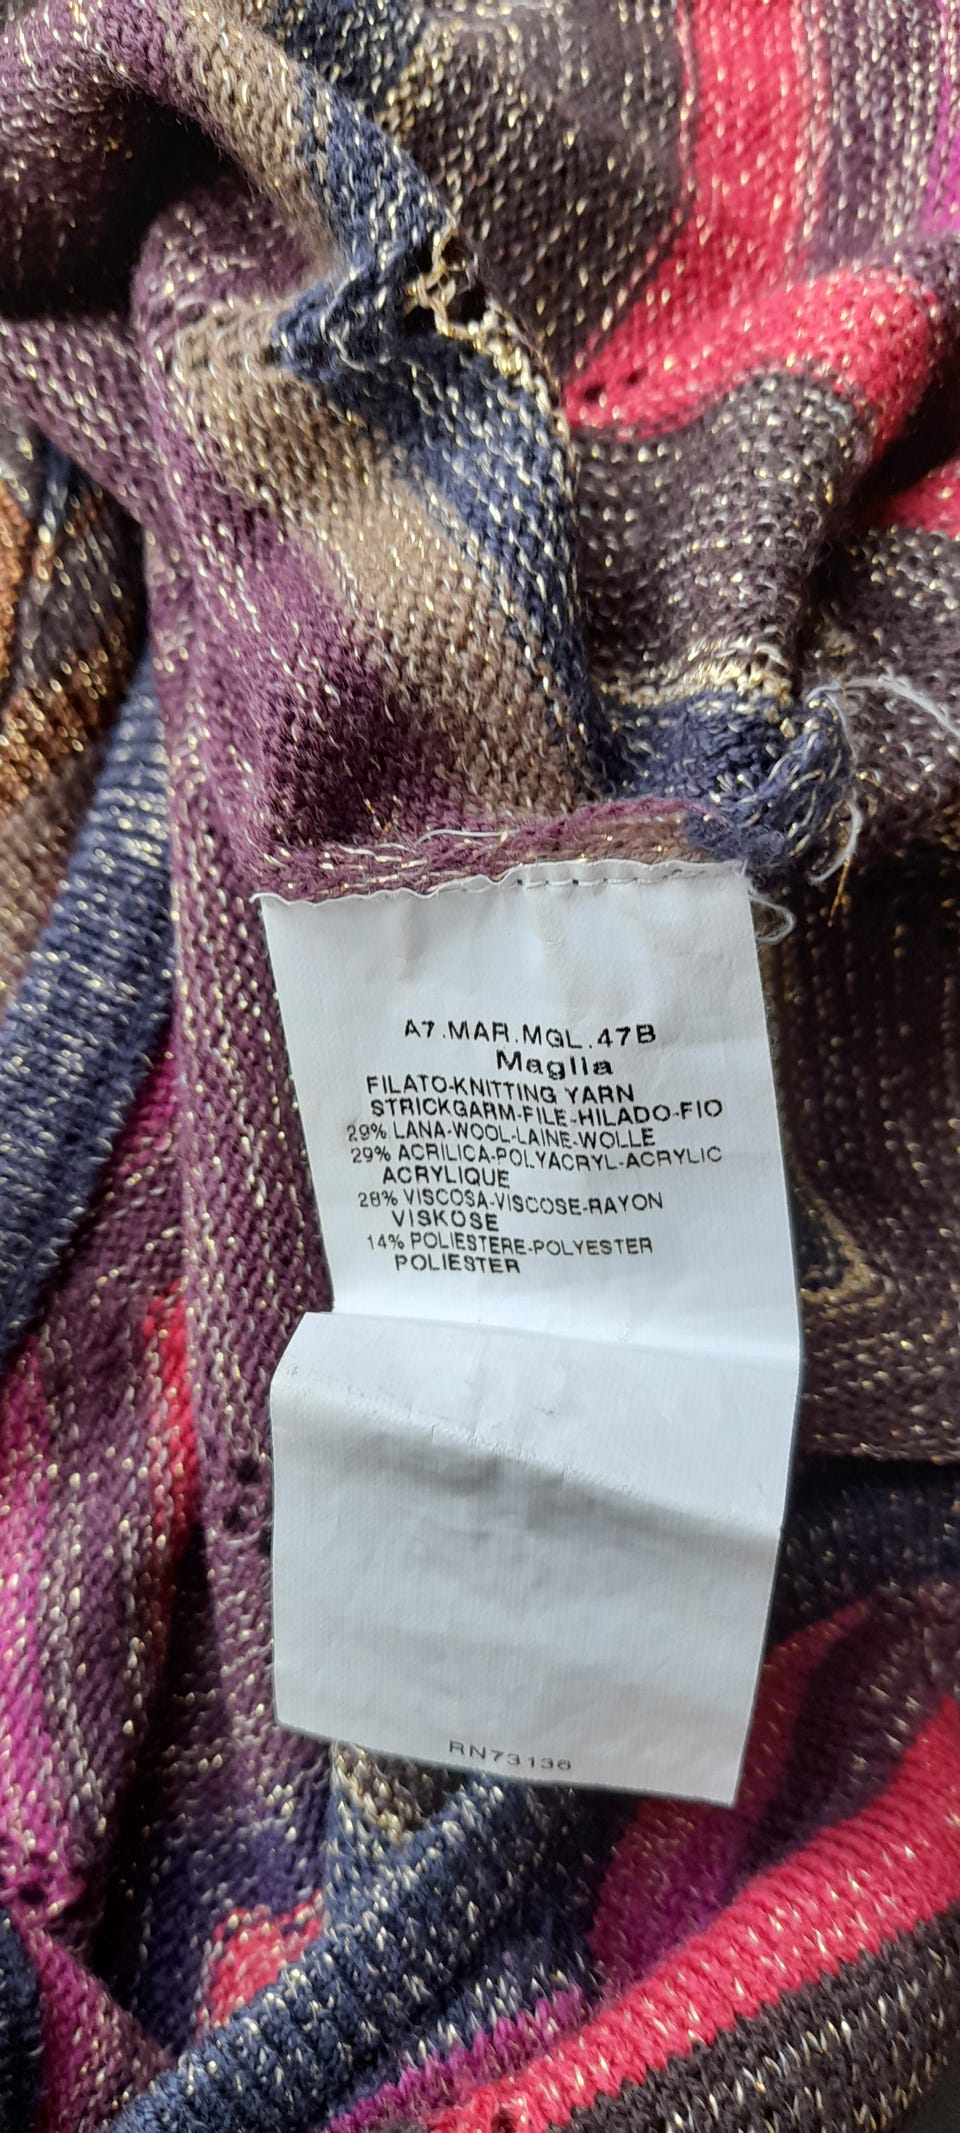 A7.MAR.MGL.47B
Maglia
FILATO-KNITTING YARN
STRICKGARM-FILE-HILADO-FIO
29% LANA-WOOL-LAINE-WOLLE
29% ACRILICA-POLYACRYL-ACRYLIC
ACRYLIQUE
28% VISCOSA-VISCOSE-RAYON
VISKOSE
14% POLIESTERE-POLYESTER
POLIESTER
RN73136